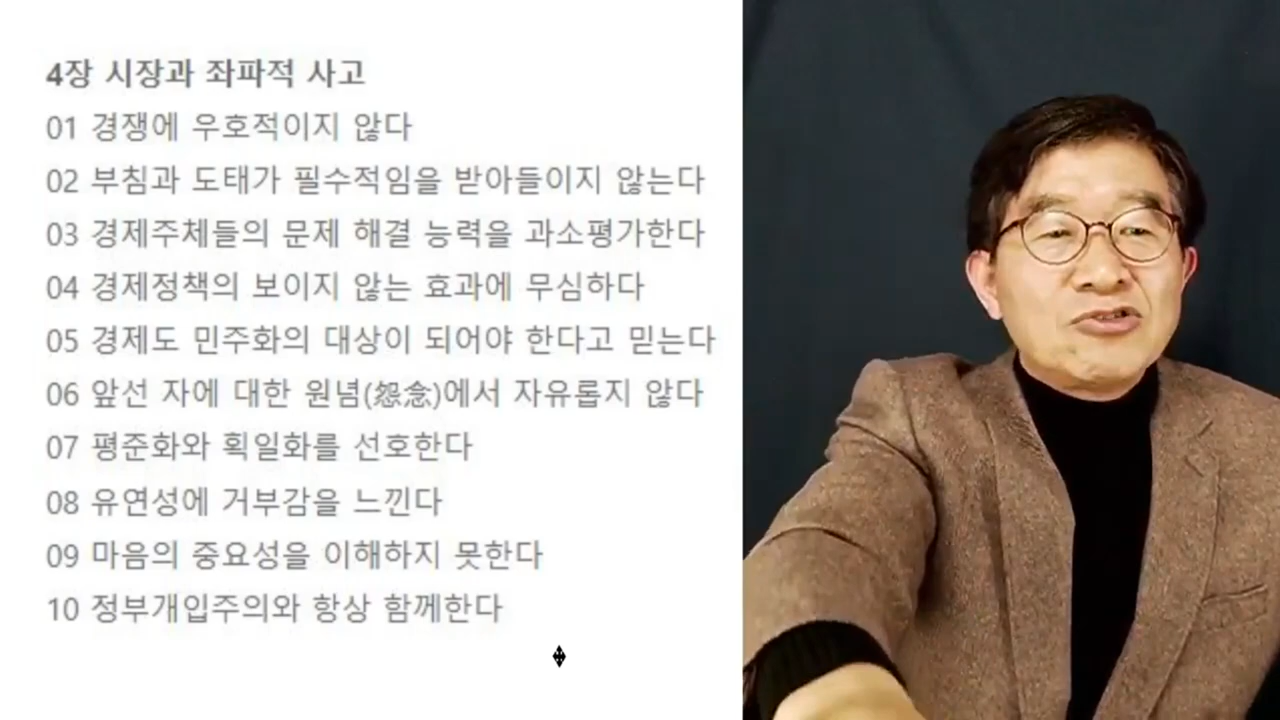 4장 시장과 좌파적 사고
01 경쟁에 우호적이지 않다
02 부침과 도태가 필수적임을 받아들이지 않는다
03 경제주체들의 문제 해결 능력을 과소평가한다
04 경제정책의 보이지 않는 효과에 무심하다
05 경제도 민주화의 대상이 되어야 한다고 믿는다
06 앞선 자에 대한 원념(怨念)에서 자유롭지 않다
07 평준화와 획일화를 선호한다
08 유연성에 거부감을 느낀다
09 마음의 중요성을 이해하지 못한다
10 정부개입주의와 항상 함께한다